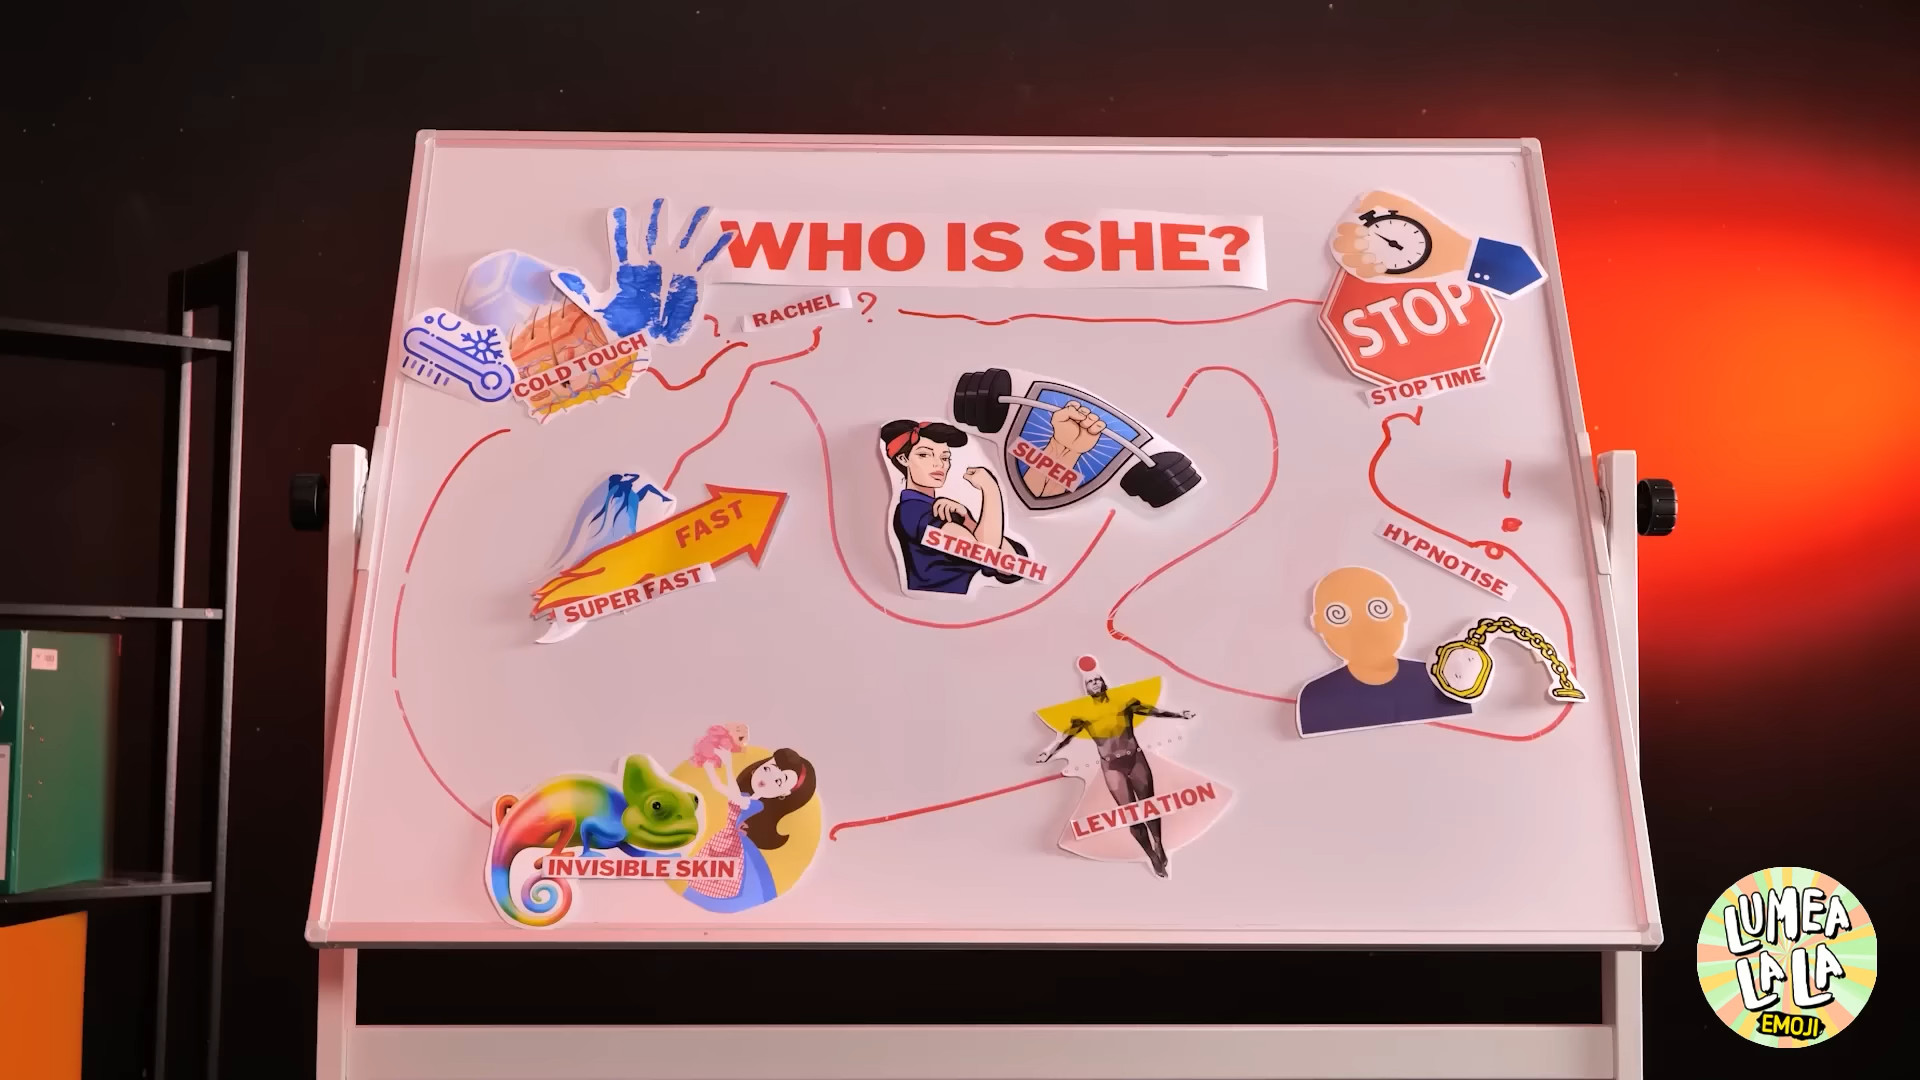 WHO IS SHE?
? RACHEL ?
COLD TOUCH
STOP
STOP TIME
SUPER
STRENGTH
FAST
SUPER FAST
!
HYPNOTISE
LEVITATION
INVISIBLE SKIN
LUMEA
LA LA
EMOJI